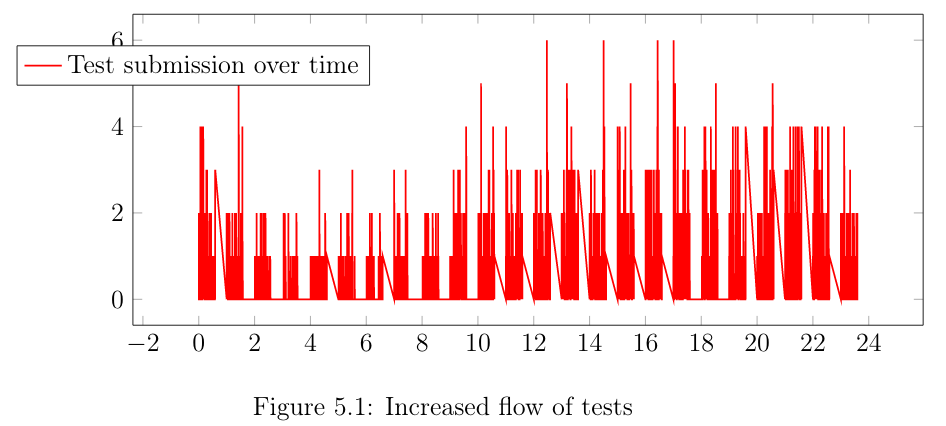 6
Test submission over time
4
2
0
−2 0 2 4 6 8 10 12 14 16 18 20 22 24
Figure 5.1: Increased flow of tests